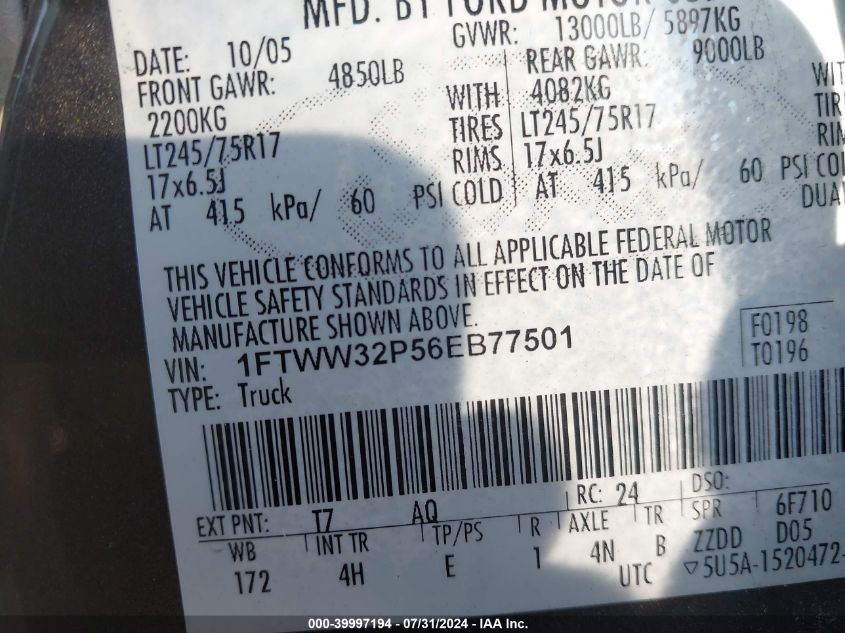 MFD. BY FORD MOTOR
DATE: 10/05 GVWR: 13000LB/ 5897KG
FRONT GAWR: 4850LB REAR GAWR: 9000LB
2200KG WITH 4082KG
LT245/75R17 TIRES LT245/75R17
17x6.5J RIMS 17x6.5J
AT 415 kPa/ 60 PSI COLD AT 415 kPa/ 60 PSI
THIS VEHICLE CONFORMS TO ALL APPLICABLE FEDERAL MOTOR
VEHICLE SAFETY STANDARDS IN EFFECT ON THE DATE OF
MANUFACTURE SHOWN ABOVE.
VIN: 1FTWW32P56EB77501 F0198
TYPE: Truck T0196
EXT PNT: T7 AQ RC: 24 DSO:
WB INT TR TP/PS R AXLE TR SPR 6F710
172 4H E 1 4N B ZZDD D05
UTC ▽5U5A-1520472-
000-39997194 - 07/31/2024 - IAA Inc.